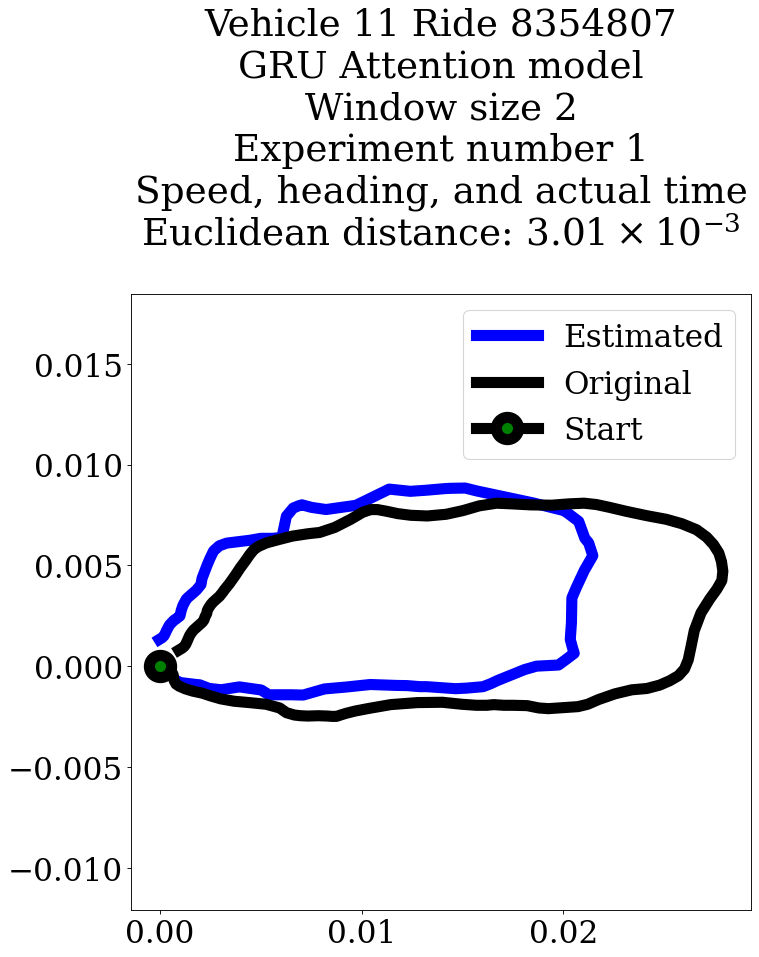 Vehicle 11 Ride 8354807
GRU Attention model
Window size 2
Experiment number 1
Speed, heading, and actual time
Euclidean distance: 3.01 × 10⁻³
Estimated
Original
Start
0.015
0.010
0.005
0.000
−0.005
−0.010
0.00 0.01 0.02